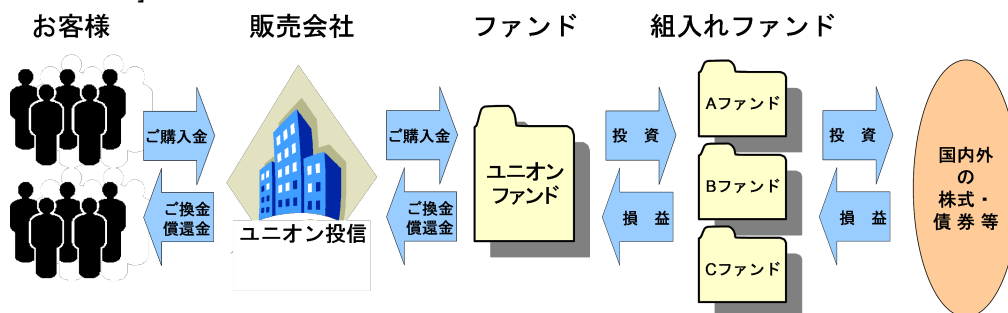 お客様
販売会社
ファンド
組入れファンド
ご購入金
ご購入金
投 資
Aファンド
投 資
ユニオン
ファンド
Bファンド
国内外
の
株式・
債券等
ご換金
償還金
ユニオン投信
ご換金
償還金
損 益
損 益
Cファンド